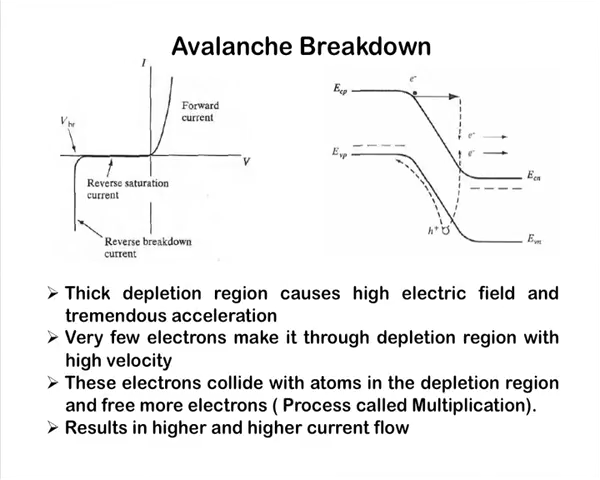 Avalanche Breakdown
I
Forward
current
V_br
V
Reverse saturation
current
Reverse breakdown
current
e⁻
E_cp
e⁻
E_vp
e⁻
E_cn
h⁺
E_vn
➢ Thick depletion region causes high electric field and
tremendous acceleration
➢ Very few electrons make it through depletion region with
high velocity
➢ These electrons collide with atoms in the depletion region
and free more electrons ( Process called Multiplication).
➢ Results in higher and higher current flow